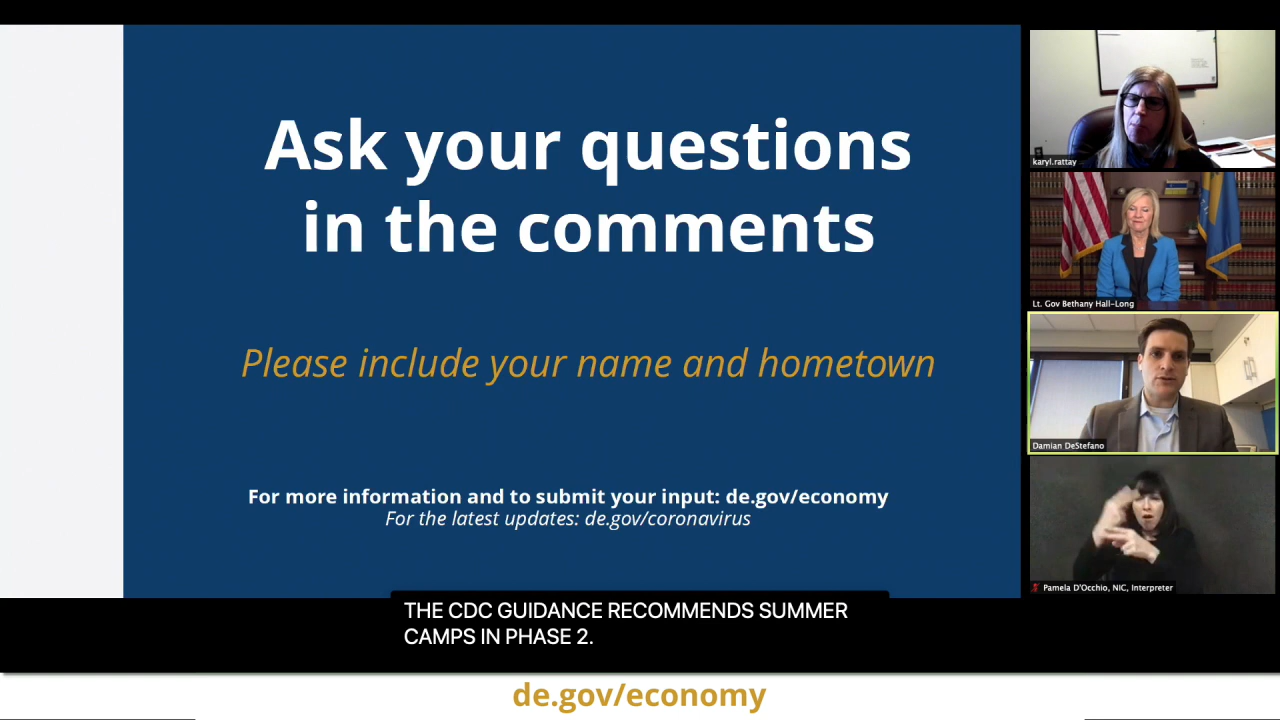 Ask your questions
in the comments
Please include your name and hometown
For more information and to submit your input: de.gov/economy
For the latest updates: de.gov/coronavirus
karyl.rattay
Lt. Gov Bethany Hall-Long
Damian DeStefano
Pamela D'Occhio, NIC, Interpreter
THE CDC GUIDANCE RECOMMENDS SUMMER
CAMPS IN PHASE 2.
de.gov/economy